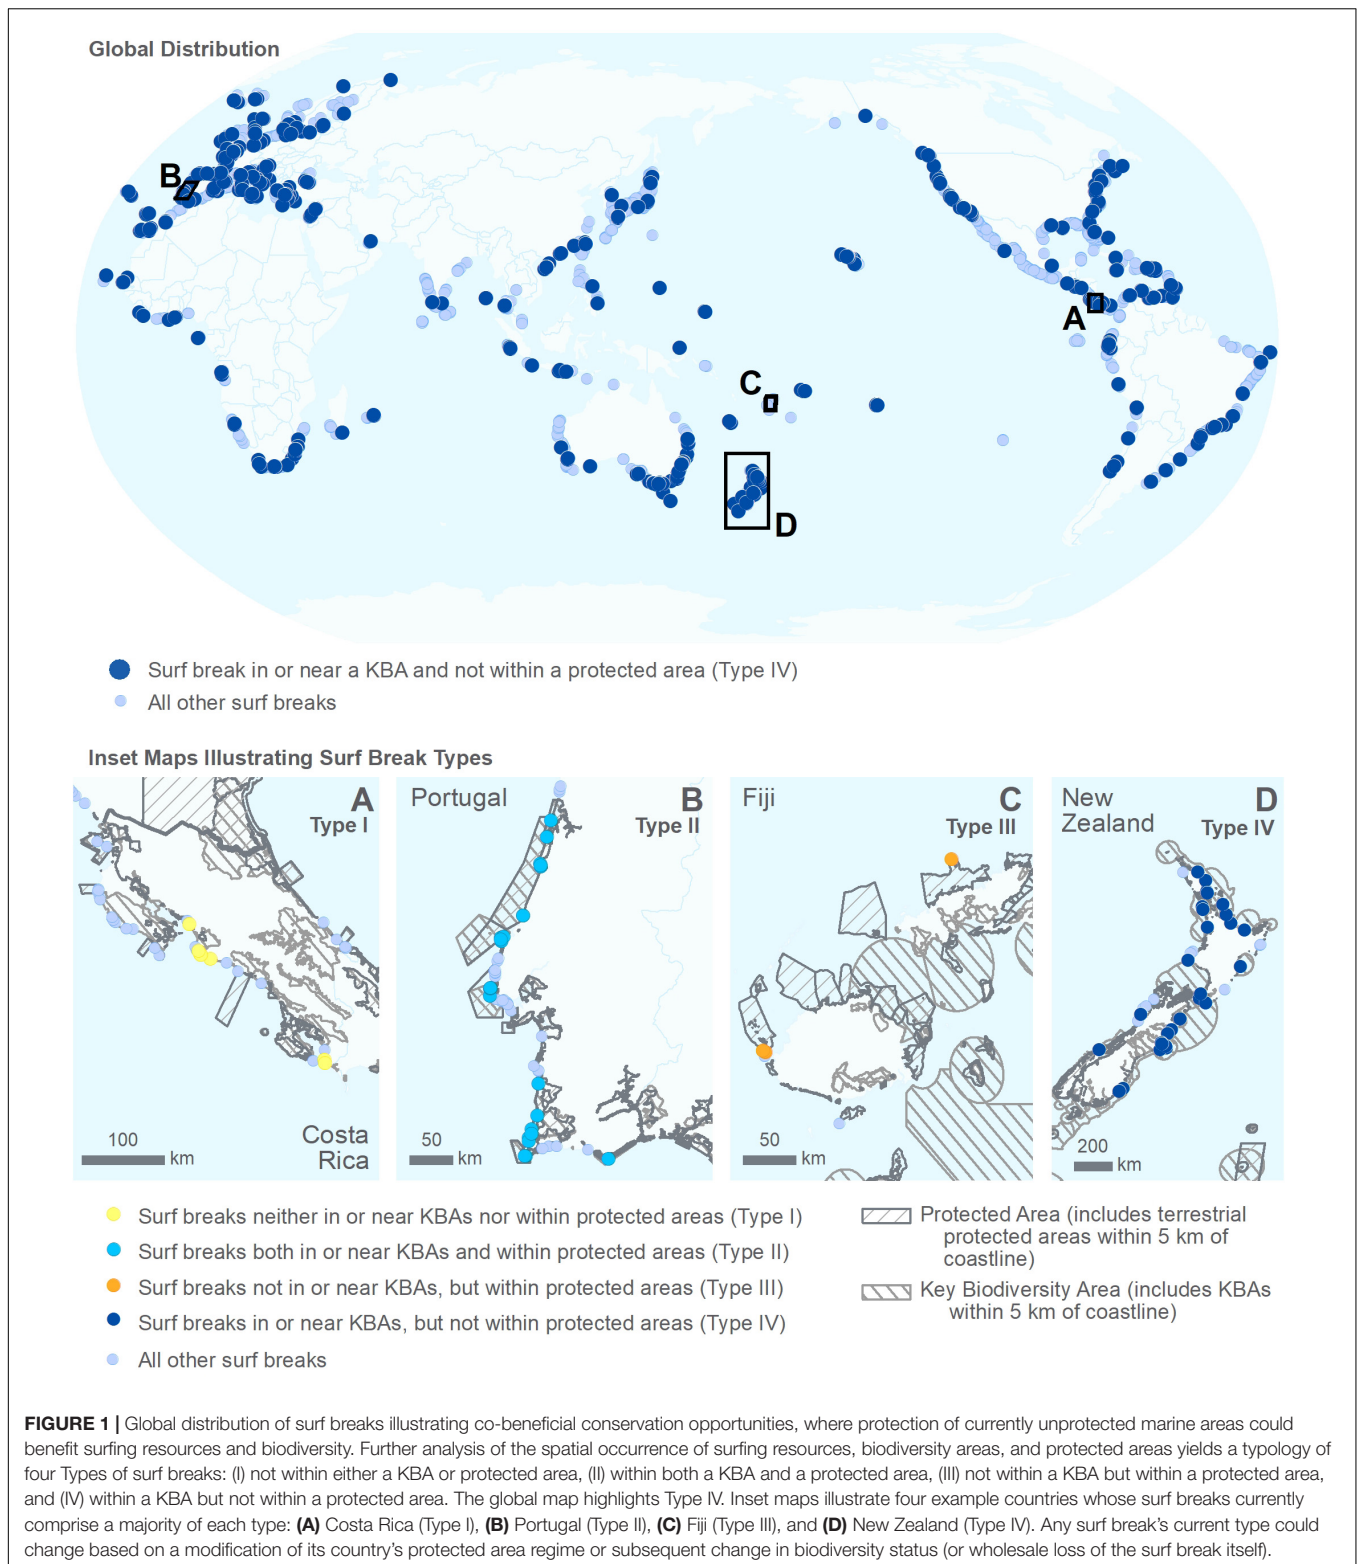 Global Distribution
B
A
C
D
Surf break in or near a KBA and not within a protected area (Type IV)
All other surf breaks
Inset Maps Illustrating Surf Break Types
A
Type I
100
km
Costa
Rica
Portugal
B
Type II
50
km
Fiji
C
Type III
50
km
New
Zealand
D
Type IV
200
km
Surf breaks neither in or near KBAs nor within protected areas (Type I)
Surf breaks both in or near KBAs and within protected areas (Type II)
Surf breaks not in or near KBAs, but within protected areas (Type III)
Surf breaks in or near KBAs, but not within protected areas (Type IV)
All other surf breaks
Protected Area (includes terrestrial
protected areas within 5 km of
coastline)
Key Biodiversity Area (includes KBAs
within 5 km of coastline)
FIGURE 1 | Global distribution of surf breaks illustrating co-beneficial conservation opportunities, where protection of currently unprotected marine areas could
benefit surfing resources and biodiversity. Further analysis of the spatial occurrence of surfing resources, biodiversity areas, and protected areas yields a typology of
four Types of surf breaks: (I) not within either a KBA or protected area, (II) within both a KBA and a protected area, (III) not within a KBA but within a protected area,
and (IV) within a KBA but not within a protected area. The global map highlights Type IV. Inset maps illustrate four example countries whose surf breaks currently
comprise a majority of each type: (A) Costa Rica (Type I), (B) Portugal (Type II), (C) Fiji (Type III), and (D) New Zealand (Type IV). Any surf break's current type could
change based on a modification of its country's protected area regime or subsequent change in biodiversity status (or wholesale loss of the surf break itself).